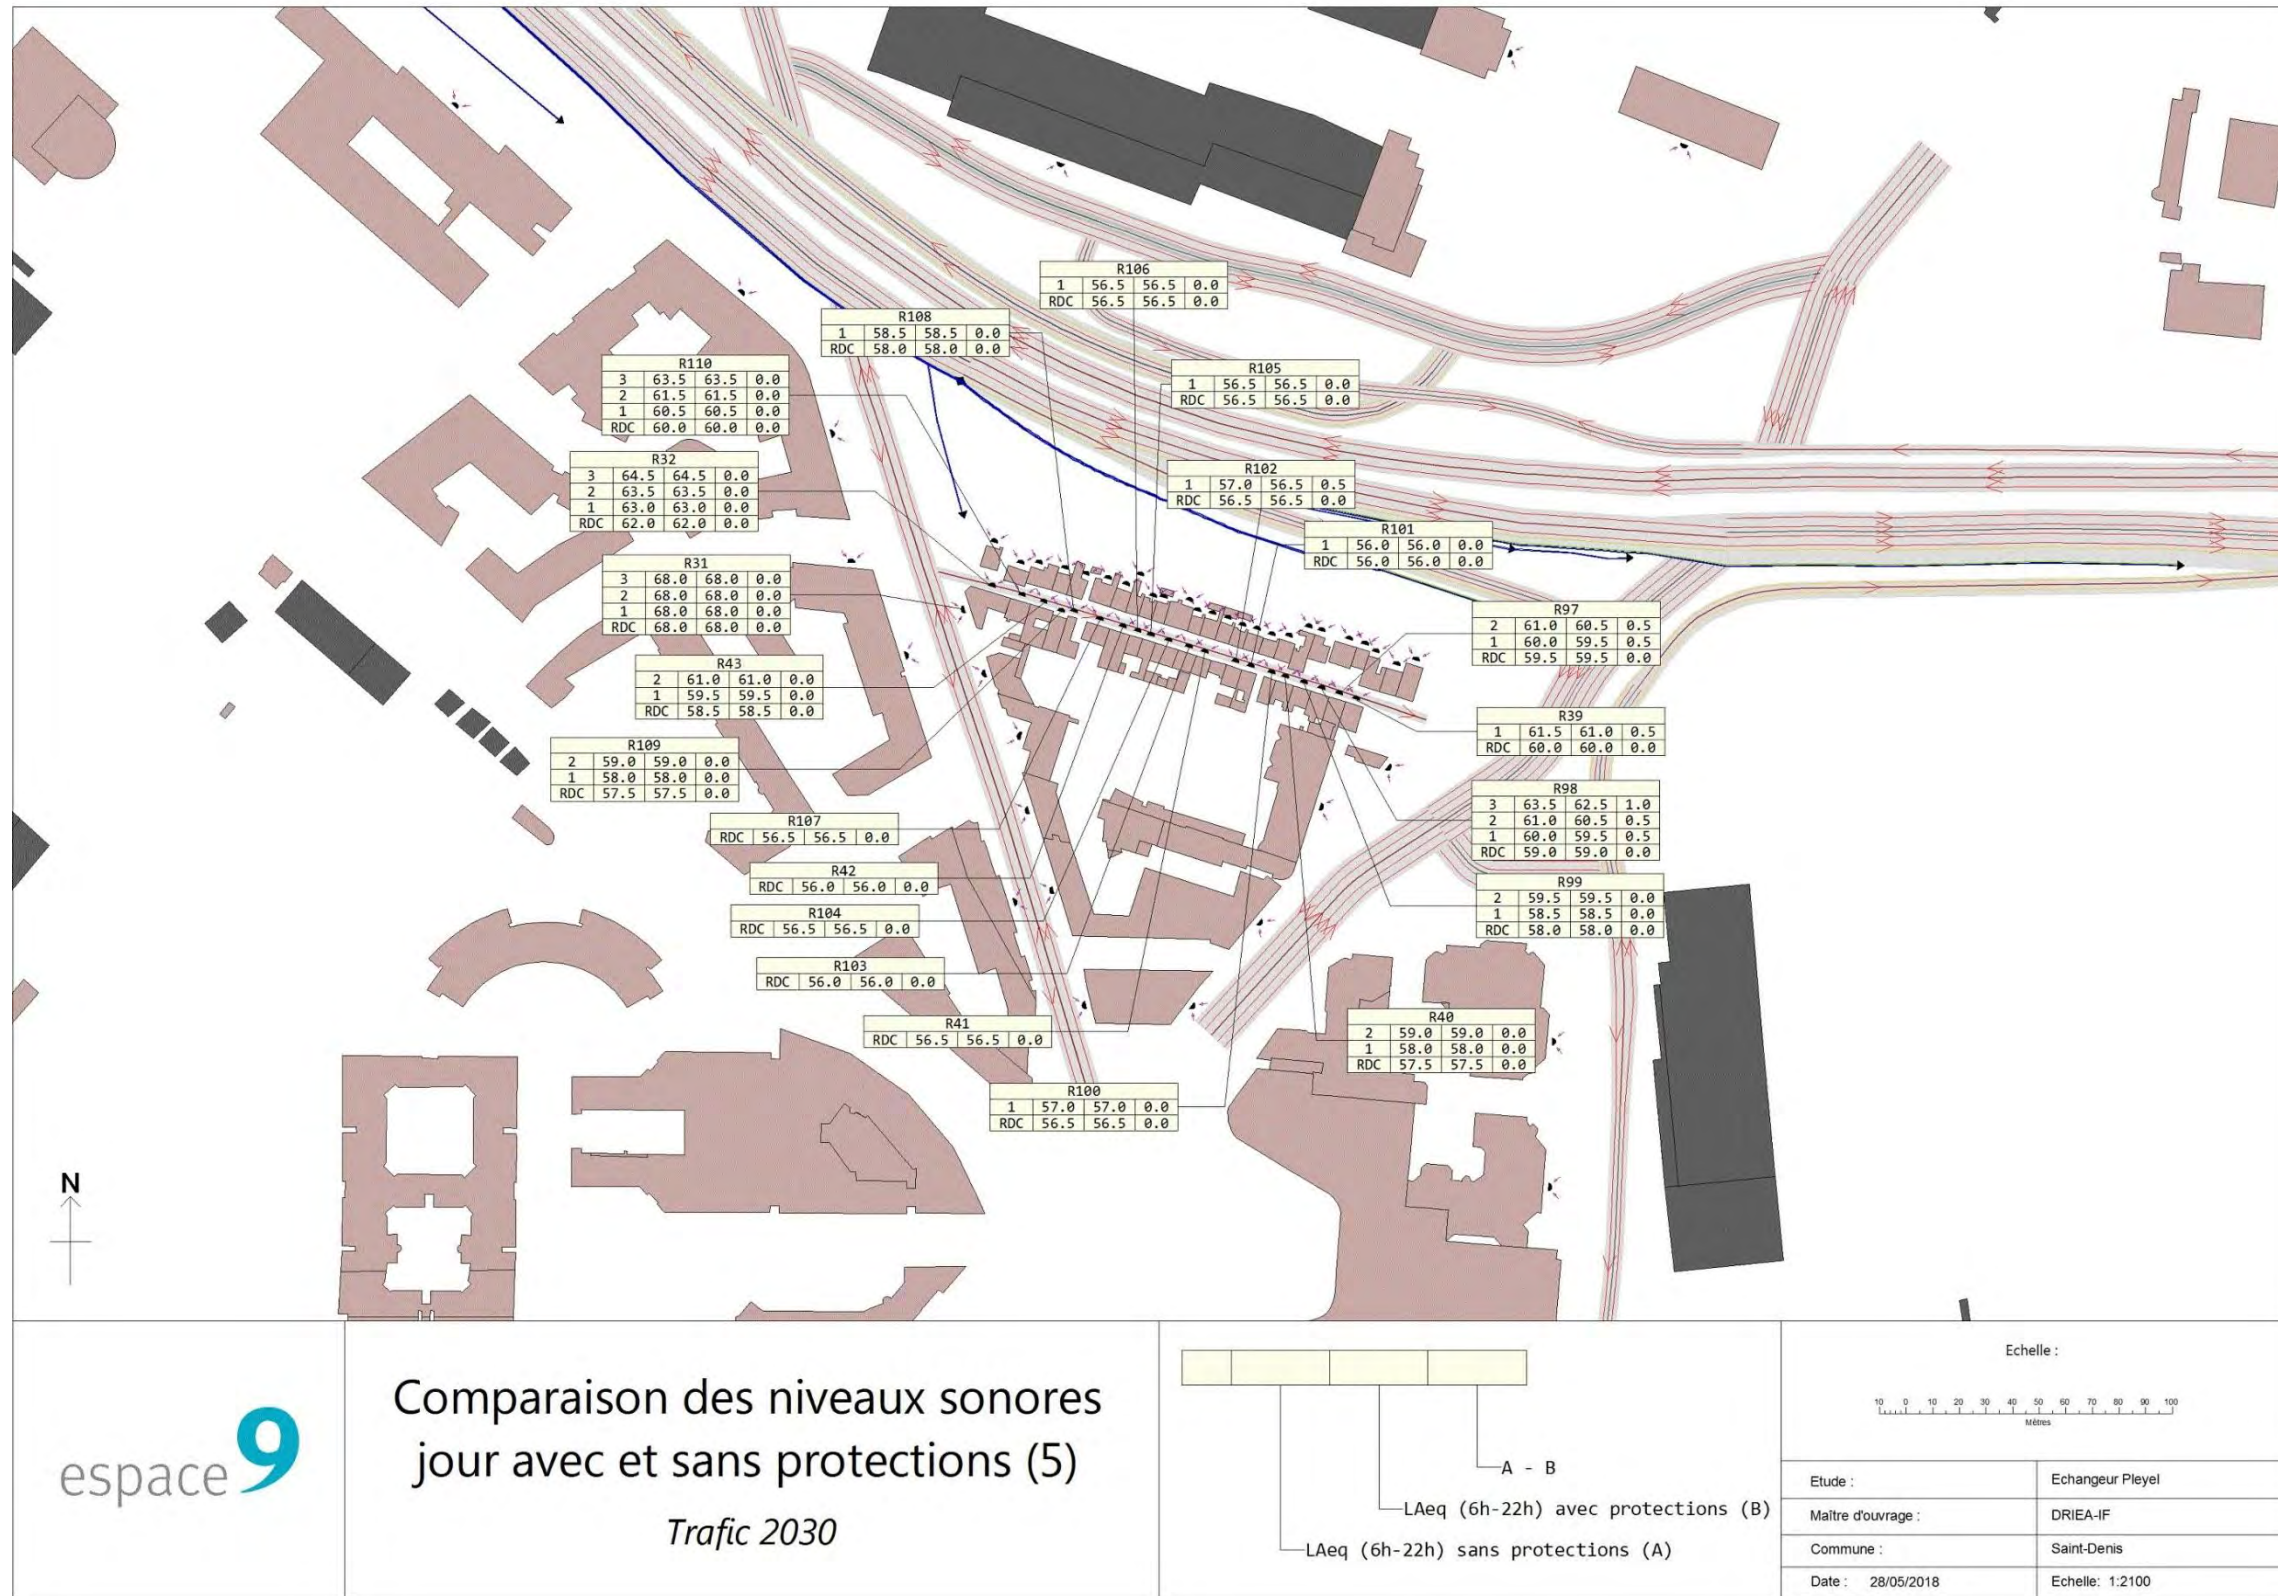 R106
1 56.5 56.5 0.0
RDC 56.5 56.5 0.0
R108
1 58.5 58.5 0.0
RDC 58.0 58.0 0.0
R110
3 63.5 63.5 0.0
2 61.5 61.5 0.0
1 60.5 60.5 0.0
RDC 60.0 60.0 0.0
R105
1 56.5 56.5 0.0
RDC 56.5 56.5 0.0
R32
3 64.5 64.5 0.0
2 63.5 63.5 0.0
1 63.0 63.0 0.0
RDC 62.0 62.0 0.0
R102
1 57.0 56.5 0.5
RDC 56.5 56.5 0.0
R101
1 56.0 56.0 0.0
RDC 56.0 56.0 0.0
R31
3 68.0 68.0 0.0
2 68.0 68.0 0.0
1 68.0 68.0 0.0
RDC 68.0 68.0 0.0
R97
2 61.0 60.5 0.5
1 60.0 59.5 0.5
RDC 59.5 59.5 0.0
R43
2 61.0 61.0 0.0
1 59.5 59.5 0.0
RDC 58.5 58.5 0.0
R39
1 61.5 61.0 0.5
RDC 60.0 60.0 0.0
R109
2 59.0 59.0 0.0
1 58.0 58.0 0.0
RDC 57.5 57.5 0.0
R98
3 63.5 62.5 1.0
2 61.0 60.5 0.5
1 60.0 59.5 0.5
RDC 59.0 59.0 0.0
R107
RDC 56.5 56.5 0.0
R42
RDC 56.0 56.0 0.0
R99
2 59.5 59.5 0.0
1 58.5 58.5 0.0
RDC 58.0 58.0 0.0
R104
RDC 56.5 56.5 0.0
R103
RDC 56.0 56.0 0.0
R41
RDC 56.5 56.5 0.0
R40
2 59.0 59.0 0.0
1 58.0 58.0 0.0
RDC 57.5 57.5 0.0
R100
1 57.0 57.0 0.0
RDC 56.5 56.5 0.0
N
espace 9
Comparaison des niveaux sonores
jour avec et sans protections (5)
Trafic 2030
A - B
LAeq (6h-22h) avec protections (B)
LAeq (6h-22h) sans protections (A)
Echelle :
10 0 10 20 30 40 50 60 70 80 90 100
Mètres
Etude : Echangeur Pleyel
Maître d'ouvrage : DRIEA-IF
Commune : Saint-Denis
Date : 28/05/2018 Echelle: 1:2100